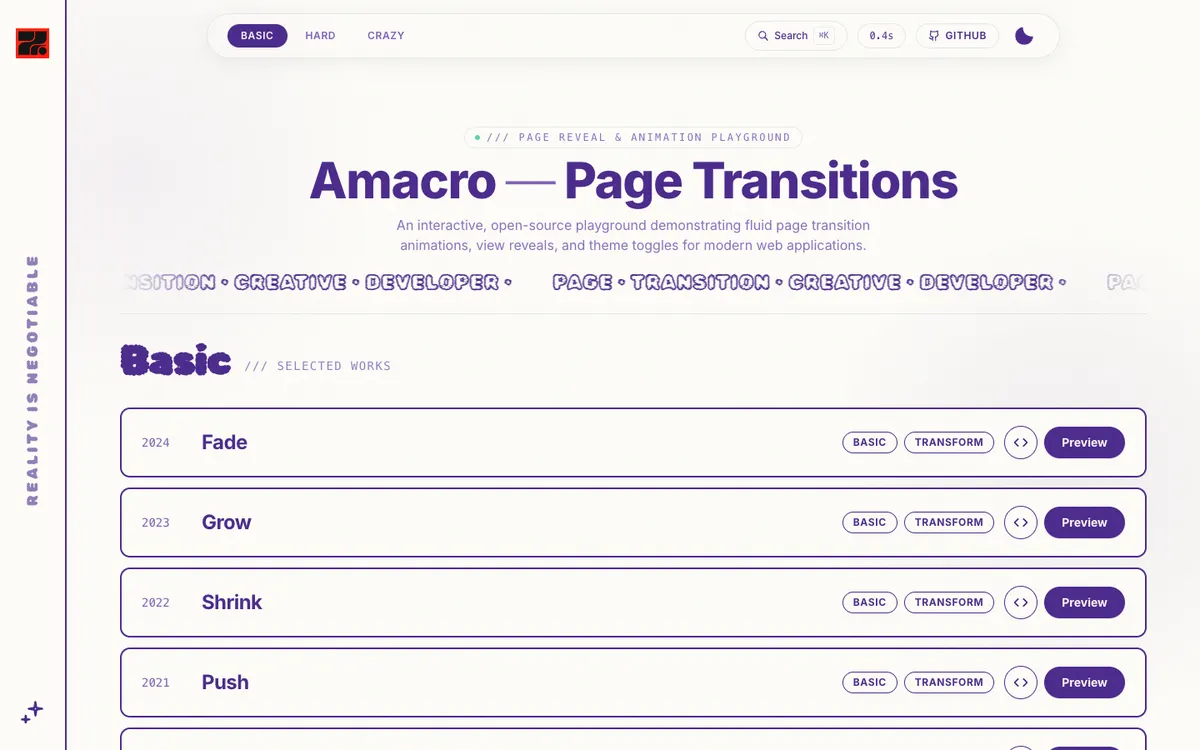 BASIC HARD CRAZY Search ⌘K 0.4s GITHUB
/// PAGE REVEAL & ANIMATION PLAYGROUND
Amacro — Page Transitions
An interactive, open-source playground demonstrating fluid page transition
animations, view reveals, and theme toggles for modern web applications.
NSITION • CREATIVE • DEVELOPER • PAGE • TRANSITION • CREATIVE • DEVELOPER • PA
REALITY IS NEGOTIABLE
Basic /// SELECTED WORKS
2024 Fade BASIC TRANSFORM <> Preview
2023 Grow BASIC TRANSFORM <> Preview
2022 Shrink BASIC TRANSFORM <> Preview
2021 Push BASIC TRANSFORM <> Preview